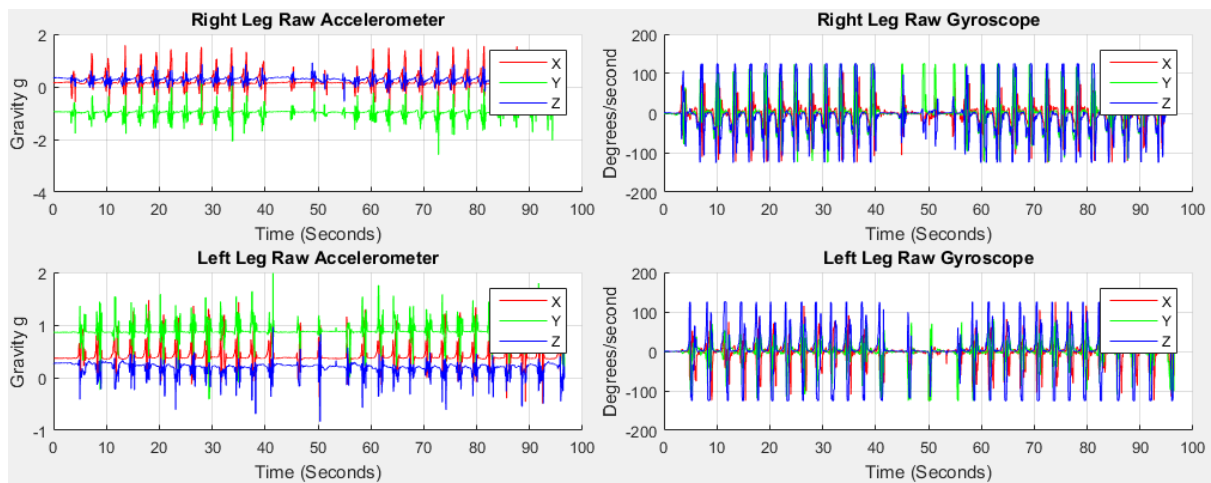 Right Leg Raw Accelerometer
Gravity g
2
0
-2
-4
0 10 20 30 40 50 60 70 80 90 100
Time (Seconds)
X
Y
Z
Right Leg Raw Gyroscope
Degrees/second
200
100
0
-100
-200
0 10 20 30 40 50 60 70 80 90 100
Time (Seconds)
X
Y
Z
Left Leg Raw Accelerometer
Gravity g
2
1
0
-1
0 10 20 30 40 50 60 70 80 90 100
Time (Seconds)
X
Y
Z
Left Leg Raw Gyroscope
Degrees/second
200
100
0
-100
-200
0 10 20 30 40 50 60 70 80 90 100
Time (Seconds)
X
Y
Z